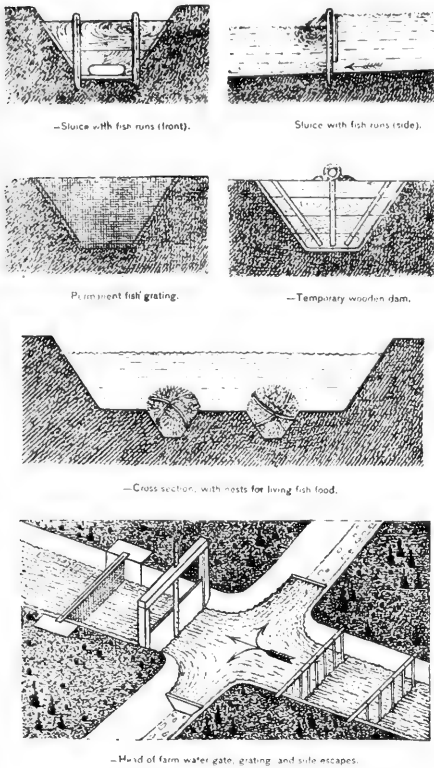 —Sluice with fish runs (front).
Sluice with fish runs (side).
Permanent fish grating.
—Temporary wooden dam.
—Cross section, with nests for living fish food.
—Head of farm water gate, grating and side escapes.